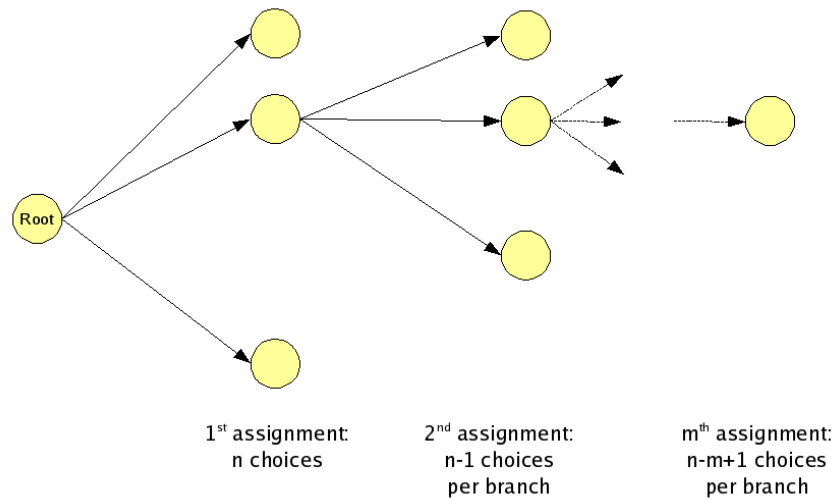 Root
1st assignment:
n choices
2nd assignment:
n-1 choices
per branch
mth assignment:
n-m+1 choices
per branch